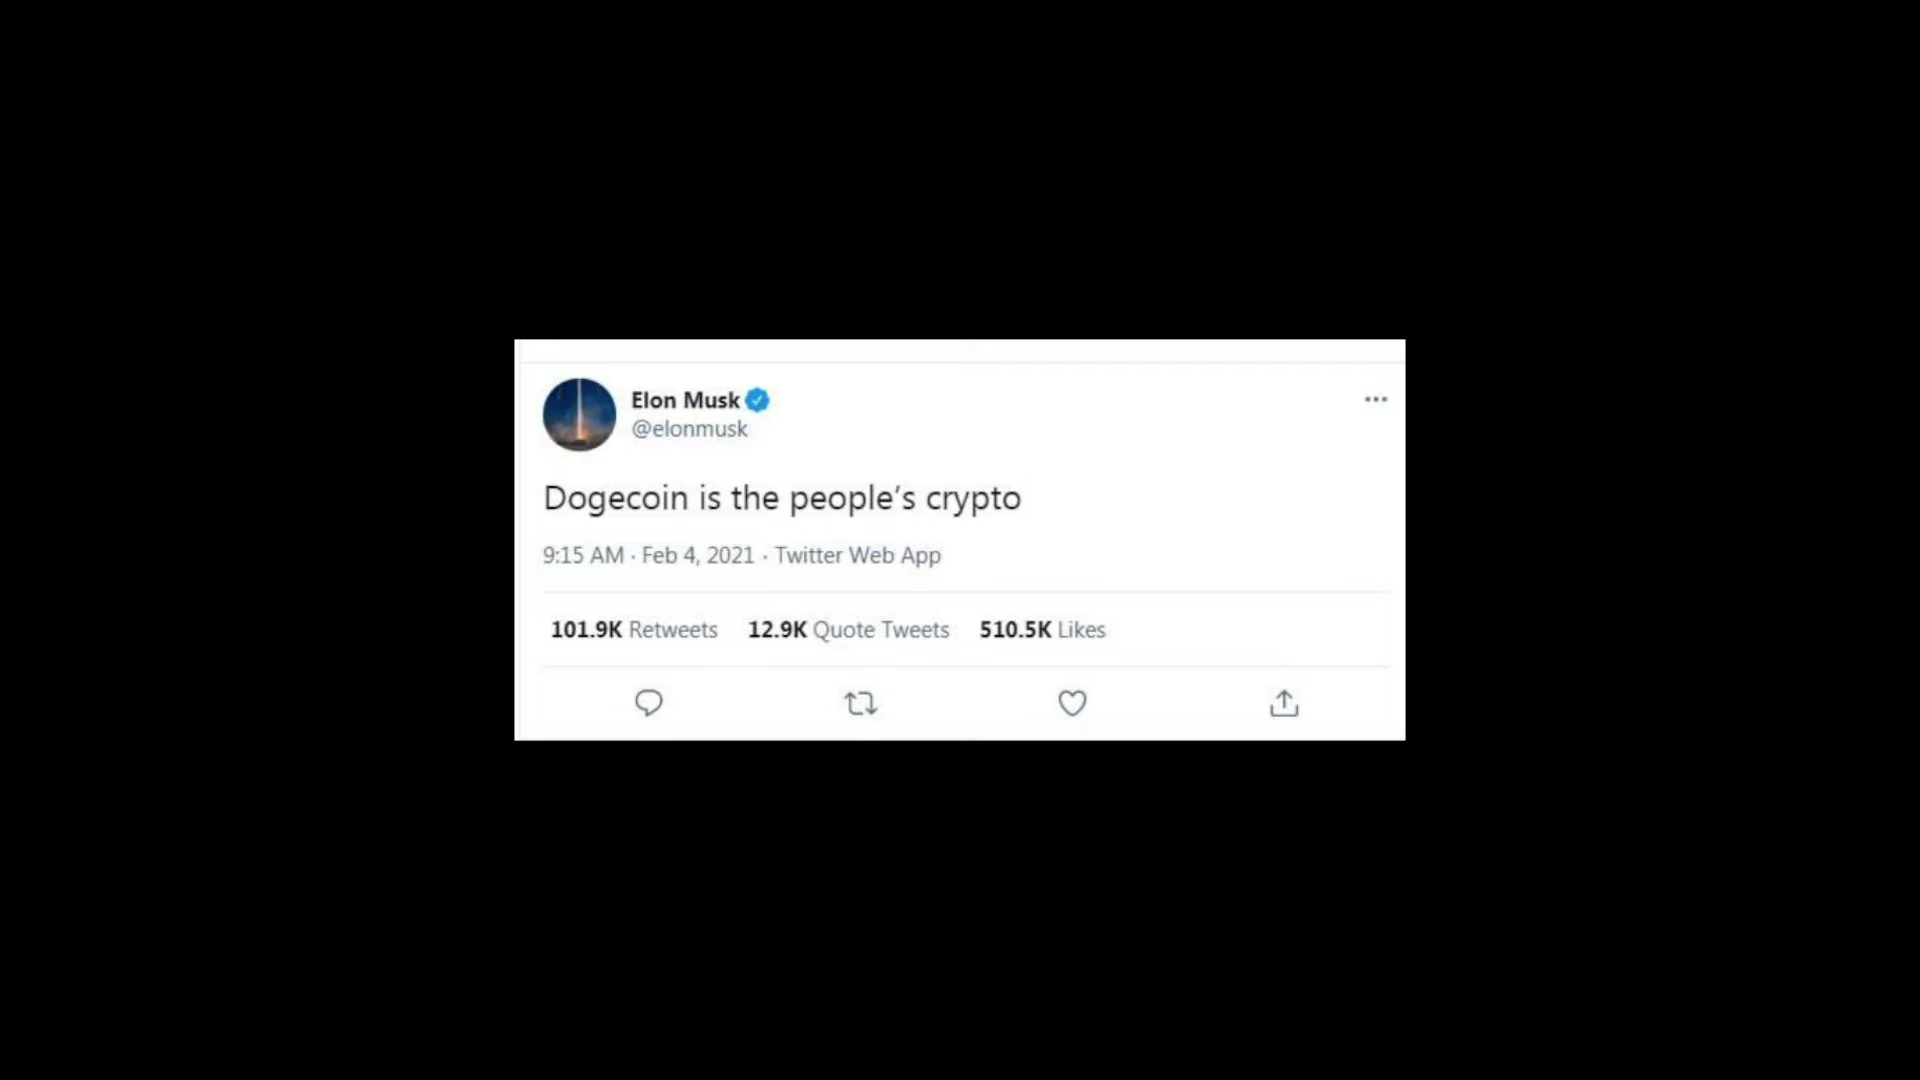 Elon Musk
@elonmusk
Dogecoin is the people's crypto
9:15 AM · Feb 4, 2021 · Twitter Web App
101.9K Retweets 12.9K Quote Tweets 510.5K Likes